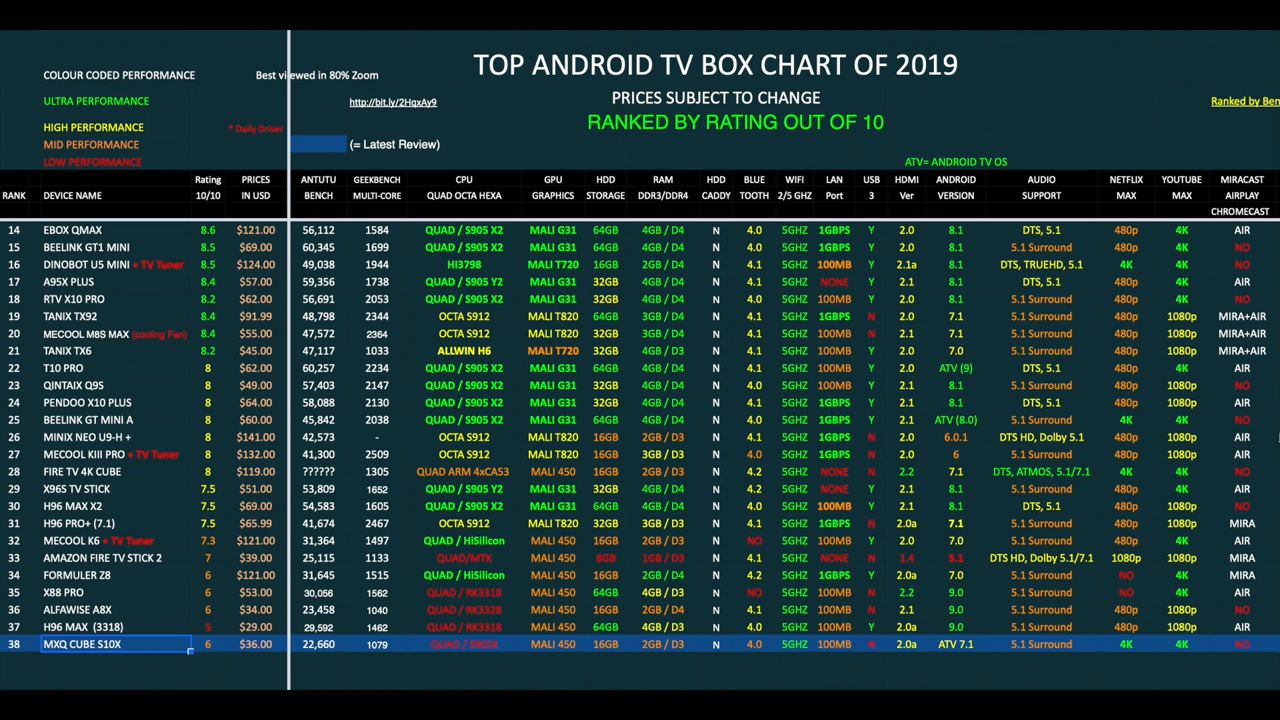 TOP ANDROID TV BOX CHART OF 2019
COLOUR CODED PERFORMANCE Best viewed in 80% Zoom
PRICES SUBJECT TO CHANGE
ULTRA PERFORMANCE http://bit.ly/2HqxAy9 Ranked by Ben
RANKED BY RATING OUT OF 10
HIGH PERFORMANCE * Daily Driver
MID PERFORMANCE (= Latest Review)
LOW PERFORMANCE ATV= ANDROID TV OS
Rating PRICES ANTUTU GEEKBENCH CPU GPU HDD RAM HDD BLUE WIFI LAN USB HDMI ANDROID AUDIO NETFLIX YOUTUBE MIRACAST
RANK DEVICE NAME 10/10 IN USD BENCH MULTI-CORE QUAD OCTA HEXA GRAPHICS STORAGE DDR3/DDR4 CADDY TOOTH 2/5 GHZ Port 3 Ver VERSION SUPPORT MAX MAX AIRPLAY
CHROMECAST
14 EBOX QMAX 8.6 $121.00 56,112 1584 QUAD / S905 X2 MALI G31 64GB 4GB / D4 N 4.0 5GHZ 1GBPS Y 2.0 8.1 DTS, 5.1 480p 4K AIR
15 BEELINK GT1 MINI 8.5 $69.00 60,345 1699 QUAD / S905 X2 MALI G31 64GB 4GB / D4 N 4.0 5GHZ 1GBPS Y 2.0 8.1 5.1 Surround 480p 4K NO
16 DINOBOT U5 MINI + TV Tuner 8.5 $124.00 49,038 1944 HI3798 MALI T720 16GB 2GB / D4 N 4.1 5GHZ 100MB Y 2.1a 8.1 DTS, TRUEHD, 5.1 4K 4K NO
17 A95X PLUS 8.4 $57.00 59,356 1738 QUAD / S905 Y2 MALI G31 32GB 4GB / D4 N 4.1 5GHZ NONE Y 2.1 8.1 DTS, 5.1 480p 4K AIR
18 RTV X10 PRO 8.2 $62.00 56,691 2053 QUAD / S905 X2 MALI G31 32GB 4GB / D4 N 4.1 5GHZ 100MB Y 2.0 8.1 5.1 Surround 480p 4K NO
19 TANIX TX92 8.4 $91.99 48,798 2344 OCTA S912 MALI T820 64GB 3GB / D4 N 4.1 5GHZ 1GBPS N 2.0 7.1 5.1 Surround 480p 1080p MIRA+AIR
20 MECOOL M8S MAX (cooling Fan) 8.4 $55.00 47,572 2364 OCTA S912 MALI T820 32GB 3GB / D4 N 4.1 5GHZ 100MB N 2.1 7.1 5.1 Surround 480p 1080p MIRA+AIR
21 TANIX TX6 8.2 $45.00 47,117 1033 ALLWIN H6 MALI T720 32GB 4GB / D3 N 4.1 5GHZ 100MB Y 2.0 7.0 5.1 Surround 480p 1080p MIRA+AIR
22 T10 PRO 8 $62.00 60,257 2234 QUAD / S905 X2 MALI G31 32GB 4GB / D4 N 4.1 5GHZ 100MB Y 2.0 ATV (9) DTS, 5.1 480p 4K AIR
23 QINTAIX Q9S 8 $49.00 57,403 2147 QUAD / S905 X2 MALI G31 32GB 4GB / D4 N 4.0 5GHZ 100MB Y 2.1 8.1 5.1 Surround 480p 1080p NO
24 PENDOO X10 PLUS 8 $64.00 58,088 2130 QUAD / S905 X2 MALI G31 32GB 4GB / D4 N 4.1 5GHZ 1GBPS Y 2.1 8.1 DTS, 5.1 480p 1080p AIR
25 BEELINK GT MINI A 8 $60.00 45,842 2038 QUAD / S905 X2 MALI G31 64GB 4GB / D4 N 4.0 5GHZ 1GBPS Y 2.1 ATV (8.0) 5.1 Surround 4K 4K NO
26 MINIX NEO U9-H + 8 $141.00 42,573 - OCTA S912 MALI T820 16GB 2GB / D3 N 4.1 5GHZ 1GBPS N 2.0 6.0.1 DTS HD, Dolby 5.1 480p 1080p AIR
27 MECOOL KIII PRO + TV Tuner 8 $132.00 41,300 2509 OCTA S912 MALI T820 16GB 3GB / D3 N 4.0 5GHZ 100MB N 2.0 6 5.1 Surround 480p 1080p AIR
28 FIRE TV 4K CUBE 8 $119.00 ?????? 1305 QUAD ARM 4xCA53 MALI 450 16GB 2GB / D3 N 4.2 5GHZ NONE N 2.2 7.1 DTS, ATMOS, 5.1/7.1 4K 4K AIR
29 X96S TV STICK 7.5 $51.00 53,809 1652 QUAD / S905 Y2 MALI G31 32GB 4GB / D4 N 4.2 5GHZ NONE Y 2.1 8.1 5.1 Surround 480p 4K AIR
30 H96 MAX X2 7.5 $69.00 54,583 1605 QUAD / S905 X2 MALI G31 64GB 4GB / D4 N 4.0 5GHZ 100MB Y 2.1 8.1 DTS, 5.1 480p 1080p NO
31 H96 PRO+ (7.1) 7.5 $65.99 41,674 2467 OCTA S912 MALI T820 32GB 3GB / D3 N 4.1 5GHZ 1GBPS N 2.0a 7.1 5.1 Surround 480p 1080p MIRA
32 MECOOL K6 + TV Tuner 7.3 $121.00 31,364 1497 QUAD / HiSilicon MALI 450 16GB 2GB / D4 N NO 5GHZ 1GBPS Y 2.0 7.0 5.1 Surround 480p 1080p AIR
33 AMAZON FIRE TV STICK 2 7 $39.00 25,115 1133 QUAD/MTK MALI 450 8GB 1GB / D3 N 4.1 5GHZ NONE N 1.4 5.1 DTS HD, Dolby 5.1/7.1 1080p 1080p MIRA
34 FORMULER Z8 6 $121.00 31,645 1515 QUAD / HiSilicon MALI 450 16GB 2GB / D4 N 4.2 5GHZ 1GBPS Y 2.0a 7.0 5.1 Surround NO 4K MIRA
35 X88 PRO 6 $53.00 30,056 1562 QUAD / RK3318 MALI 450 64GB 4GB / D3 N NO 5GHZ 100MB Y 2.2 9.0 5.1 Surround NO 4K AIR
36 ALFAWISE A8X 6 $34.00 23,458 1040 QUAD / RK3328 MALI 450 16GB 2GB / D3 N 4.1 5GHZ 100MB Y 2.1 9.0 5.1 Surround 480p 1080p NO
37 H96 MAX (3318) 5 $29.00 29,592 1462 QUAD / RK3318 MALI 450 64GB 4GB / D3 N 4.0 5GHZ 100MB Y 2.0a 9.0 5.1 Surround 480p 1080p AIR
38 MXQ CUBE S10X 6 $36.00 22,660 1079 QUAD / S905X MALI 450 16GB 2GB / D3 N 4.0 5GHZ 100MB N 2.0a ATV 7.1 5.1 Surround 4K 4K NO